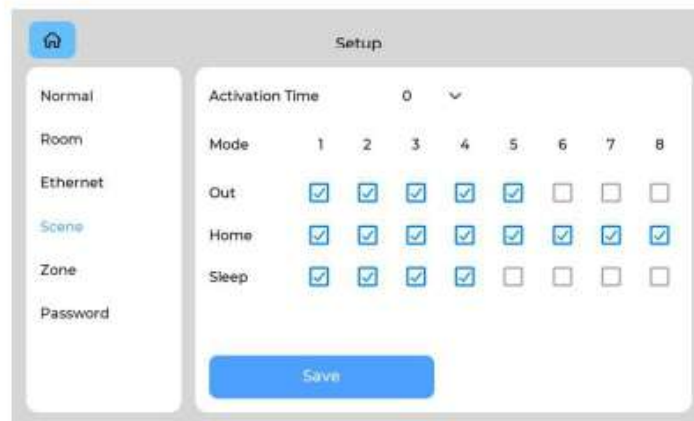 Setup
Normal
Room
Ethernet
Scene
Zone
Password
Activation Time 0
Mode 1 2 3 4 5 6 7 8
Out
Home
Sleep
Save